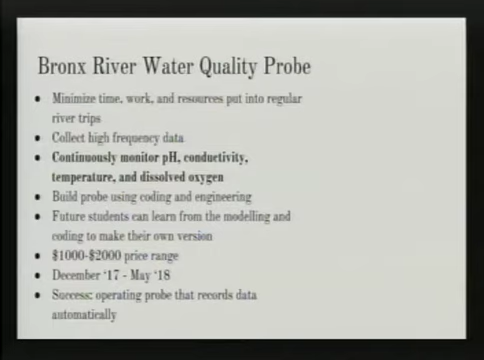 Bronx River Water Quality Probe
● Minimize time, work, and resources put into regular
river trips
● Collect high frequency data
● Continuously monitor pH, conductivity,
temperature, and dissolved oxygen
● Build probe using coding and engineering
● Future students can learn from the modelling and
coding to make their own version
● $1000-$2000 price range
● December '17 - May '18
● Success: operating probe that records data
automatically